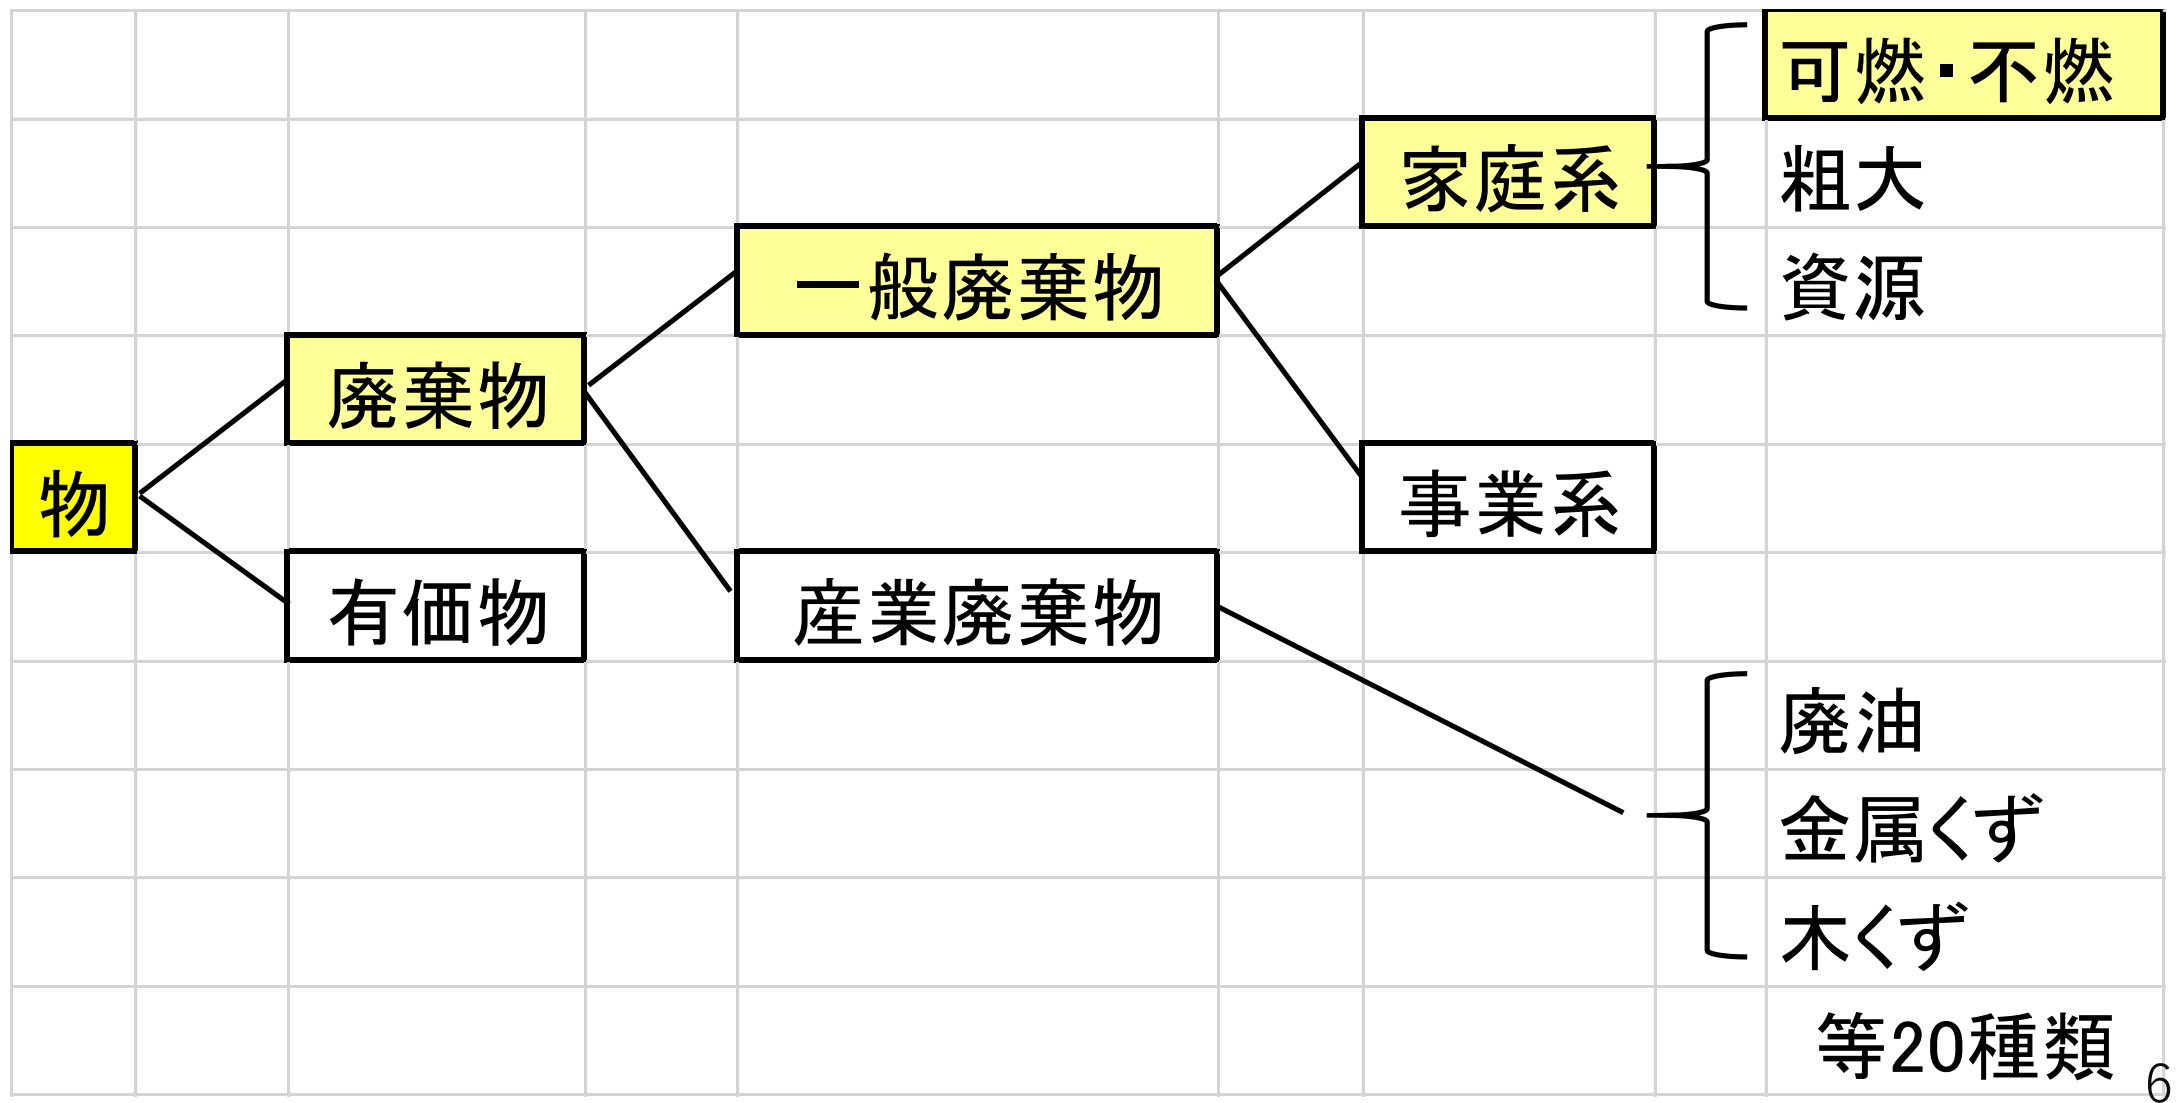 可燃・不燃
家庭系
粗大
一般廃棄物
資源
廃棄物
物
事業系
有価物
産業廃棄物
廃油
金属くず
木くず
等20種類
6